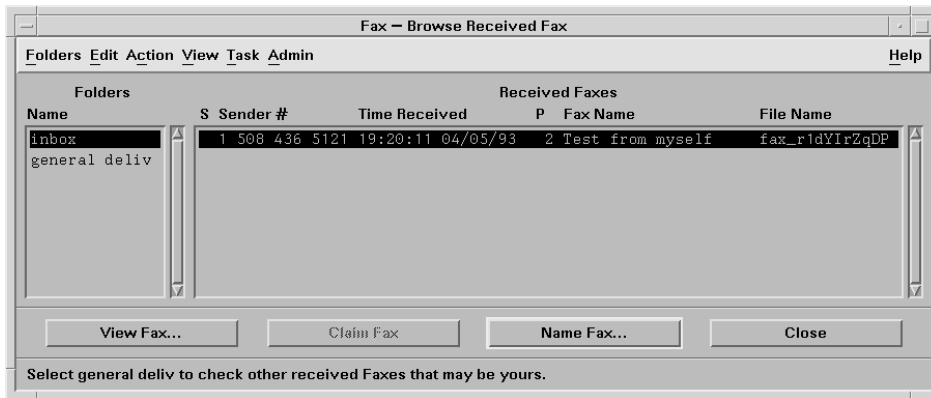 Fax – Browse Received Fax
Folders Edit Action View Task Admin Help
Folders Received Faxes
Name S Sender # Time Received P Fax Name File Name
inbox 1 508 436 5121 19:20:11 04/05/93 2 Test from myself fax_r1dYIrZqDP
general deliv
View Fax... Claim Fax Name Fax... Close
Select general deliv to check other received Faxes that may be yours.